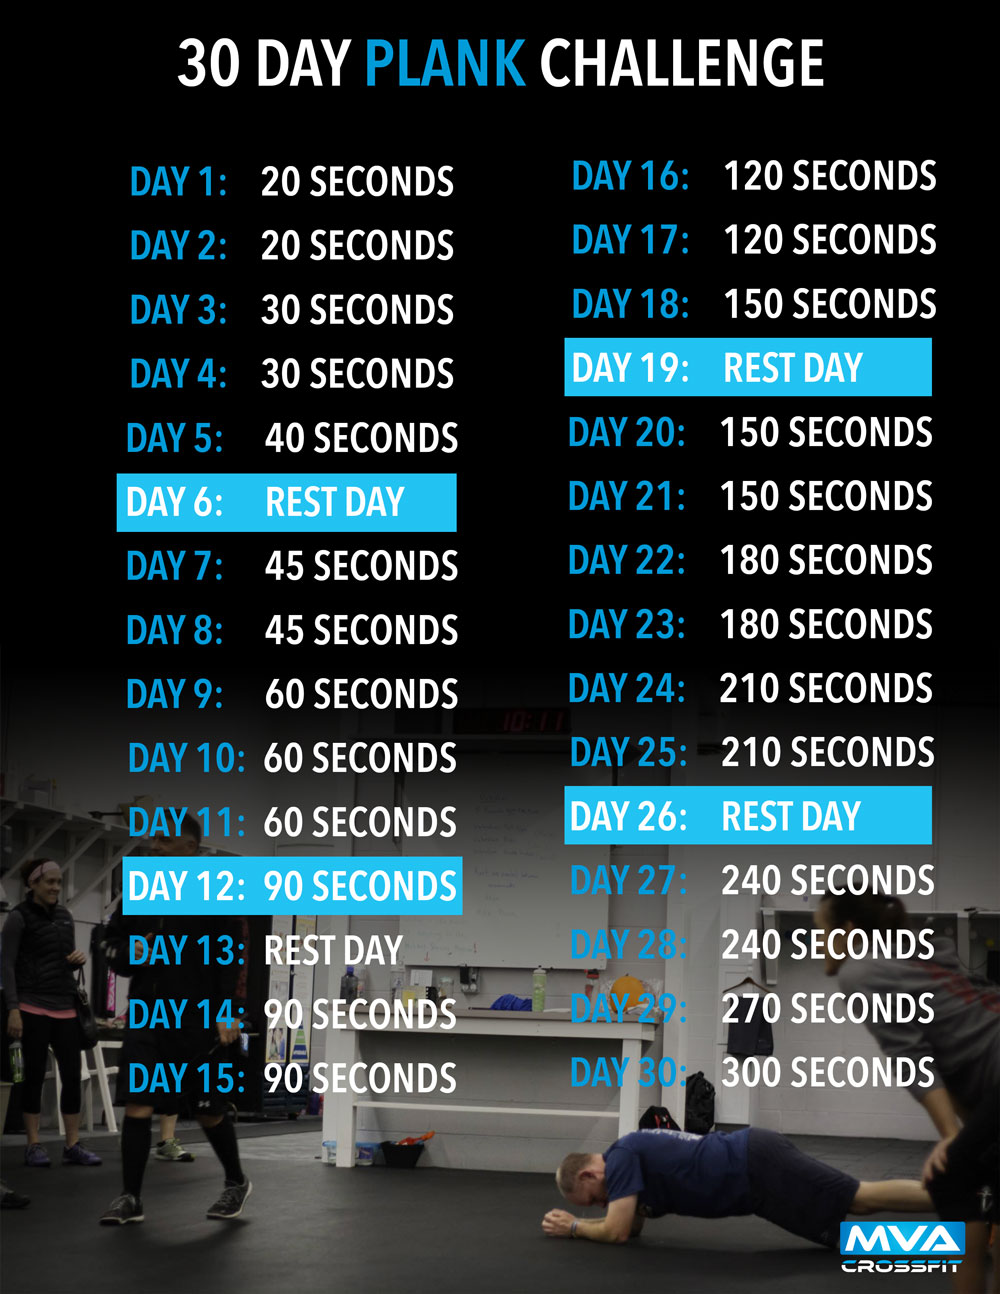 30 DAY PLANK CHALLENGE
DAY 1: 20 SECONDS
DAY 2: 20 SECONDS
DAY 3: 30 SECONDS
DAY 4: 30 SECONDS
DAY 5: 40 SECONDS
DAY 6: REST DAY
DAY 7: 45 SECONDS
DAY 8: 45 SECONDS
DAY 9: 60 SECONDS
DAY 10: 60 SECONDS
DAY 11: 60 SECONDS
DAY 12: 90 SECONDS
DAY 13: REST DAY
DAY 14: 90 SECONDS
DAY 15: 90 SECONDS
DAY 16: 120 SECONDS
DAY 17: 120 SECONDS
DAY 18: 150 SECONDS
DAY 19: REST DAY
DAY 20: 150 SECONDS
DAY 21: 150 SECONDS
DAY 22: 180 SECONDS
DAY 23: 180 SECONDS
DAY 24: 210 SECONDS
DAY 25: 210 SECONDS
DAY 26: REST DAY
DAY 27: 240 SECONDS
DAY 28: 240 SECONDS
DAY 29: 270 SECONDS
DAY 30: 300 SECONDS
10:11
MVA
CROSSFIT